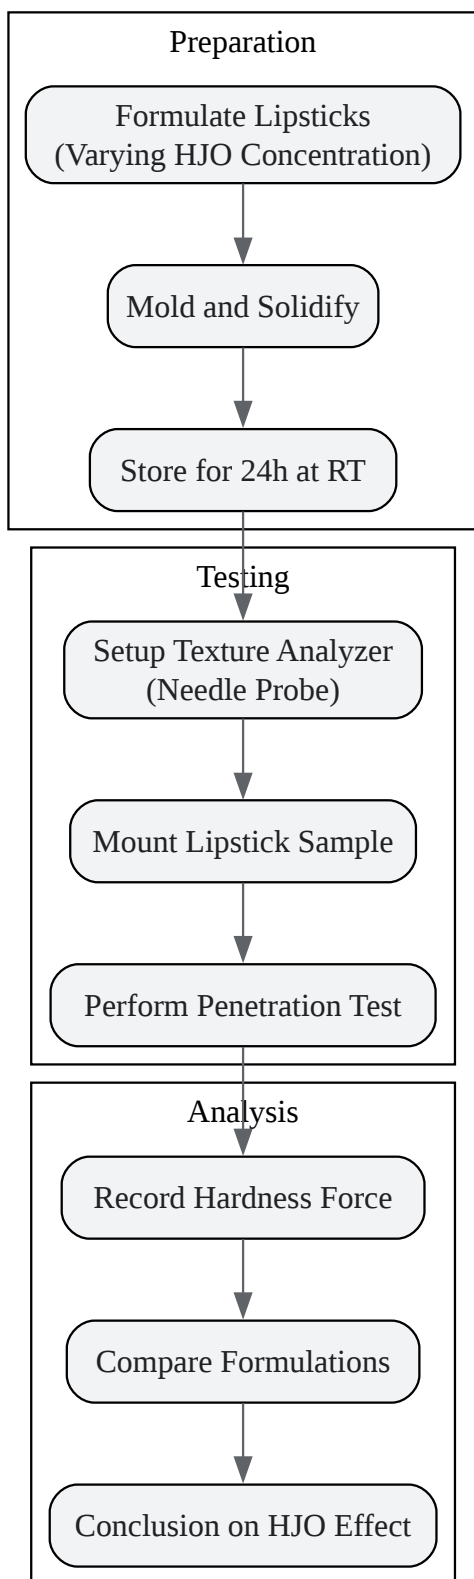 Preparation
Formulate Lipsticks
(Varying HJO Concentration)
Mold and Solidify
Store for 24h at RT
Testing
Setup Texture Analyzer
(Needle Probe)
Mount Lipstick Sample
Perform Penetration Test
Analysis
Record Hardness Force
Compare Formulations
Conclusion on HJO Effect